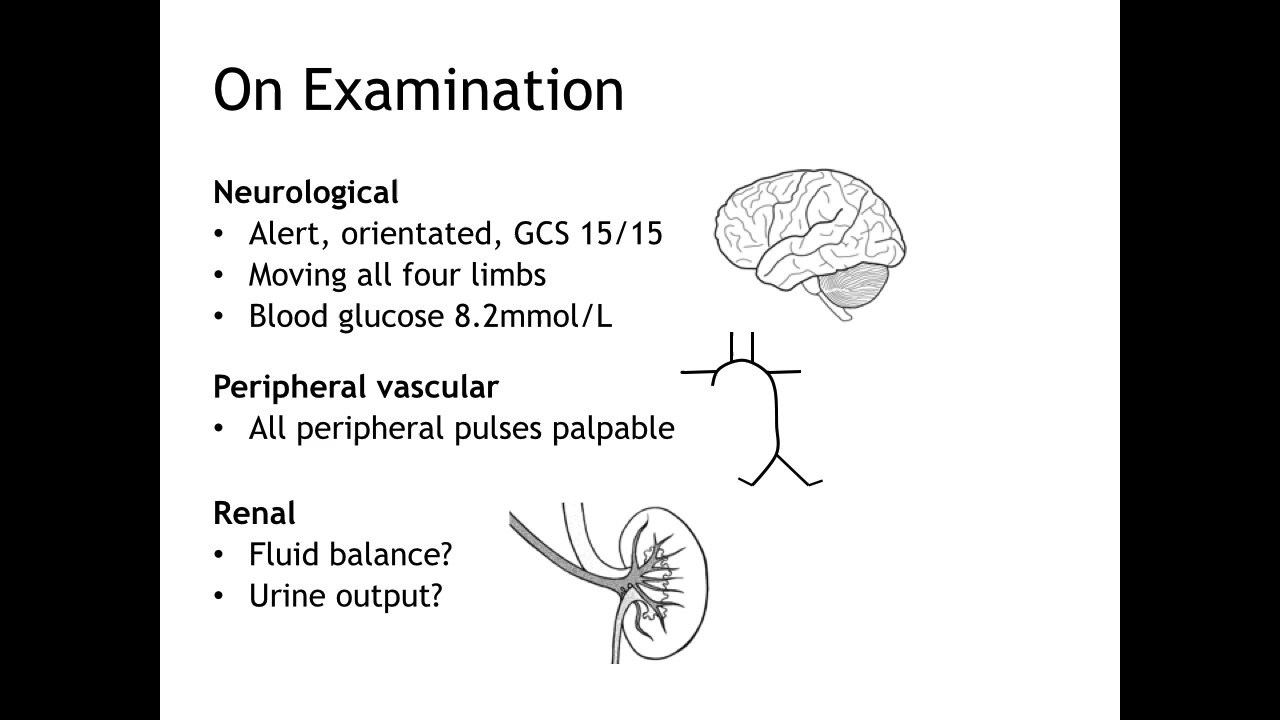 On Examination
Neurological
• Alert, orientated, GCS 15/15
• Moving all four limbs
• Blood glucose 8.2mmol/L
Peripheral vascular
• All peripheral pulses palpable
Renal
• Fluid balance?
• Urine output?